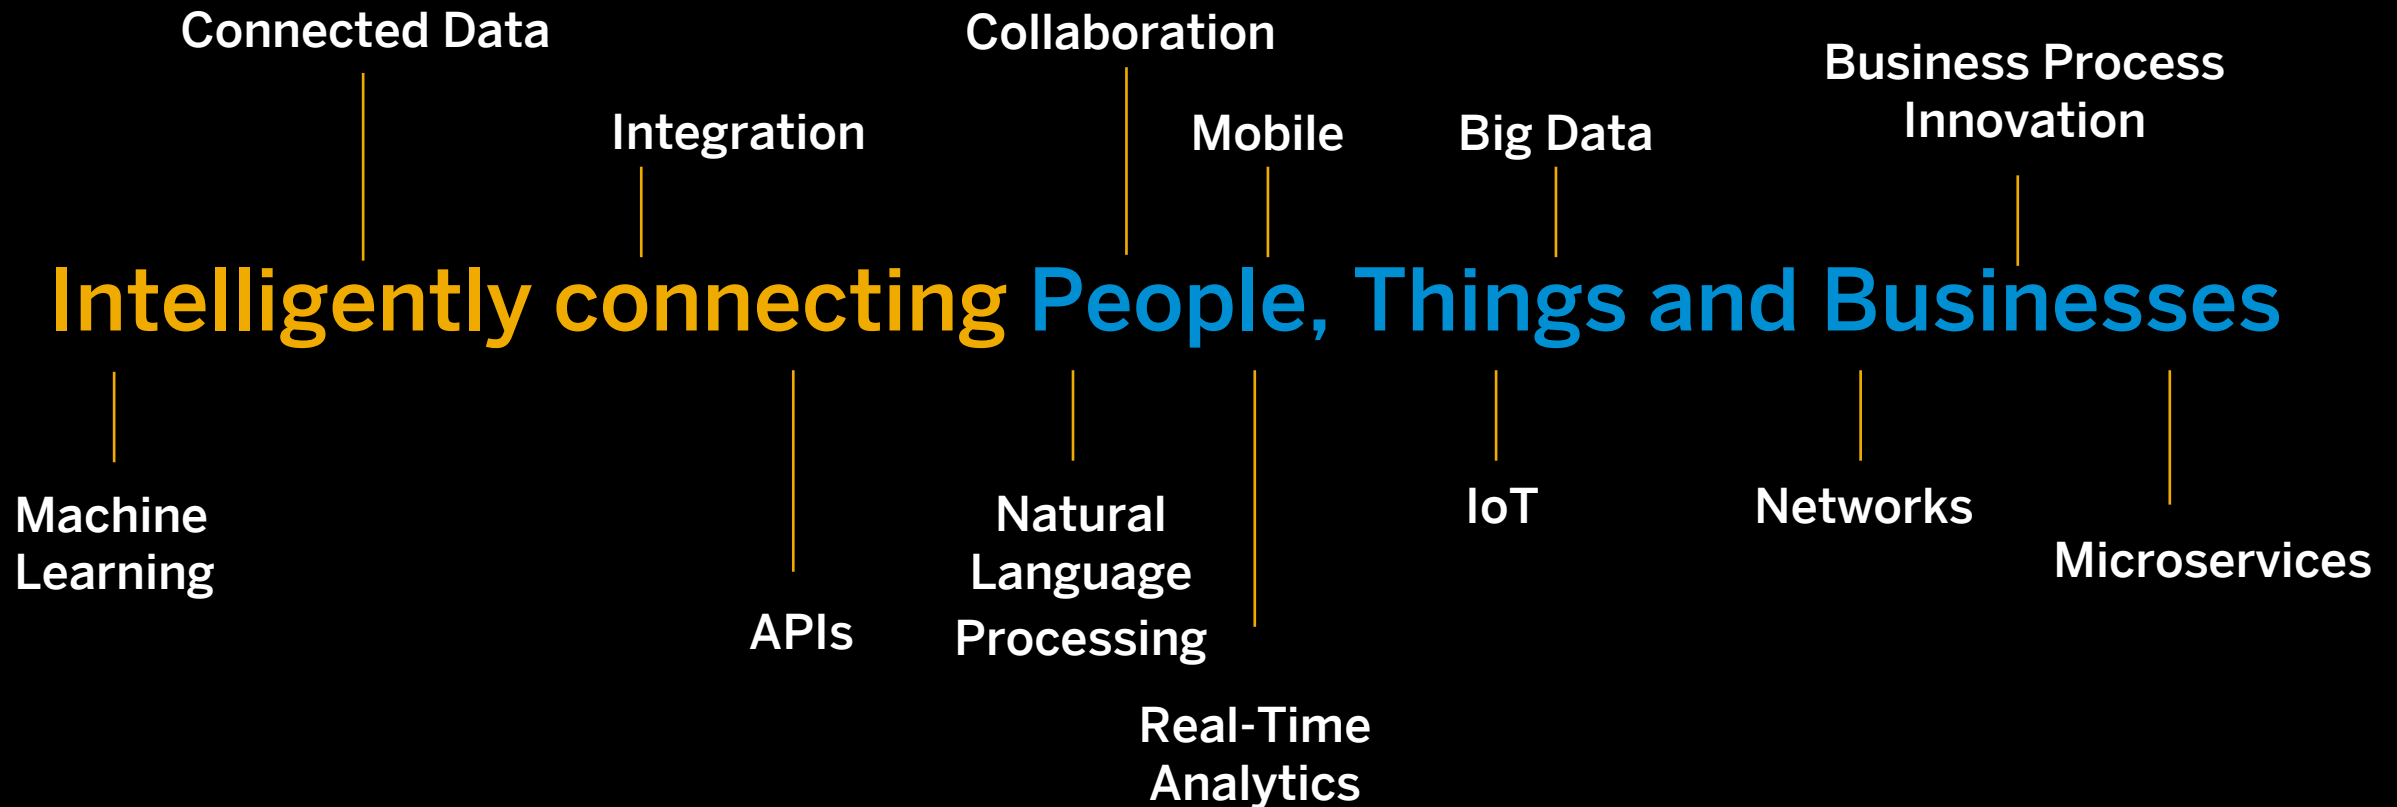 Connected Data
Collaboration
Business Process
Innovation
Integration
Mobile
Big Data
Intelligently connecting People, Things and Businesses
Machine
Learning
APIs
Natural
Language
Processing
Real-Time
Analytics
IoT
Networks
Microservices